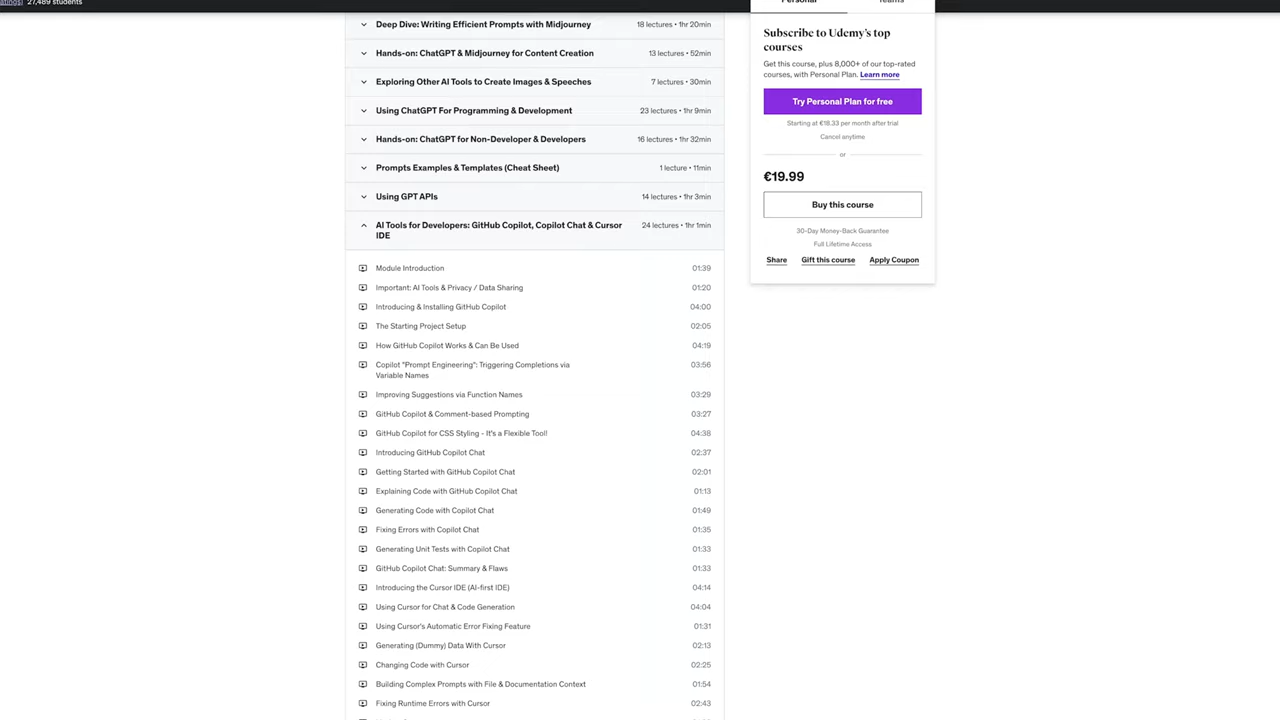 ratings) 27,489 students
Personal
Teams
Deep Dive: Writing Efficient Prompts with Midjourney 18 lectures • 1hr 20min
Hands-on: ChatGPT & Midjourney for Content Creation 13 lectures • 52min
Exploring Other AI Tools to Create Images & Speeches 7 lectures • 30min
Using ChatGPT For Programming & Development 23 lectures • 1hr 9min
Hands-on: ChatGPT for Non-Developer & Developers 16 lectures • 1hr 32min
Prompts Examples & Templates (Cheat Sheet) 1 lecture • 11min
Using GPT APIs 14 lectures • 1hr 3min
AI Tools for Developers: GitHub Copilot, Copilot Chat & Cursor 24 lectures • 1hr 1min
IDE
Module Introduction 01:39
Important: AI Tools & Privacy / Data Sharing 01:20
Introducing & Installing GitHub Copilot 04:00
The Starting Project Setup 02:05
How GitHub Copilot Works & Can Be Used 04:19
Copilot "Prompt Engineering": Triggering Completions via 03:56
Variable Names
Improving Suggestions via Function Names 03:29
GitHub Copilot & Comment-based Prompting 03:27
GitHub Copilot for CSS Styling - It's a Flexible Tool! 04:38
Introducing GitHub Copilot Chat 02:37
Getting Started with GitHub Copilot Chat 02:01
Explaining Code with GitHub Copilot Chat 01:13
Generating Code with Copilot Chat 01:49
Fixing Errors with Copilot Chat 01:35
Generating Unit Tests with Copilot Chat 01:33
GitHub Copilot Chat: Summary & Flaws 01:33
Introducing the Cursor IDE (AI-first IDE) 04:14
Using Cursor for Chat & Code Generation 04:04
Using Cursor's Automatic Error Fixing Feature 01:31
Generating (Dummy) Data With Cursor 02:13
Changing Code with Cursor 02:25
Building Complex Prompts with File & Documentation Context 01:54
Fixing Runtime Errors with Cursor 02:43
Subscribe to Udemy's top
courses
Get this course, plus 8,000+ of our top-rated
courses, with Personal Plan. Learn more
Try Personal Plan for free
Starting at €18.33 per month after trial
Cancel anytime
or
€19.99
Buy this course
30-Day Money-Back Guarantee
Full Lifetime Access
Share Gift this course Apply Coupon